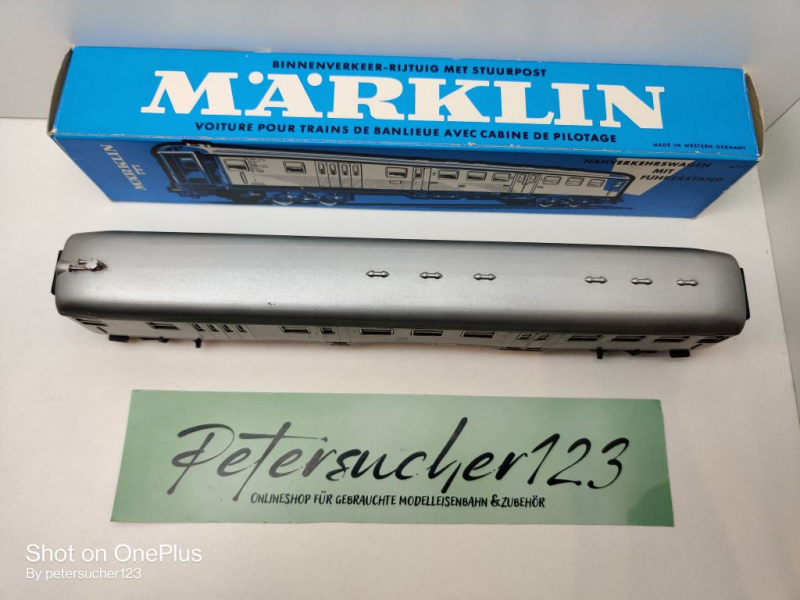 BINNENVERKEER-RIJTUIG MET STUURPOST
MÄRKLIN
VOITURE POUR TRAINS DE BANLIEUE AVEC CABINE DE PILOTAGE
MADE IN WESTERN GERMANY
MÄRKLIN
NAHVERKEHRSWAGEN
MIT
FÜHRERSTAND
Petersucher123
ONLINESHOP FÜR GEBRAUCHTE MODELLEISENBAHN & ZUBEHÖR
Shot on OnePlus
By petersucher123